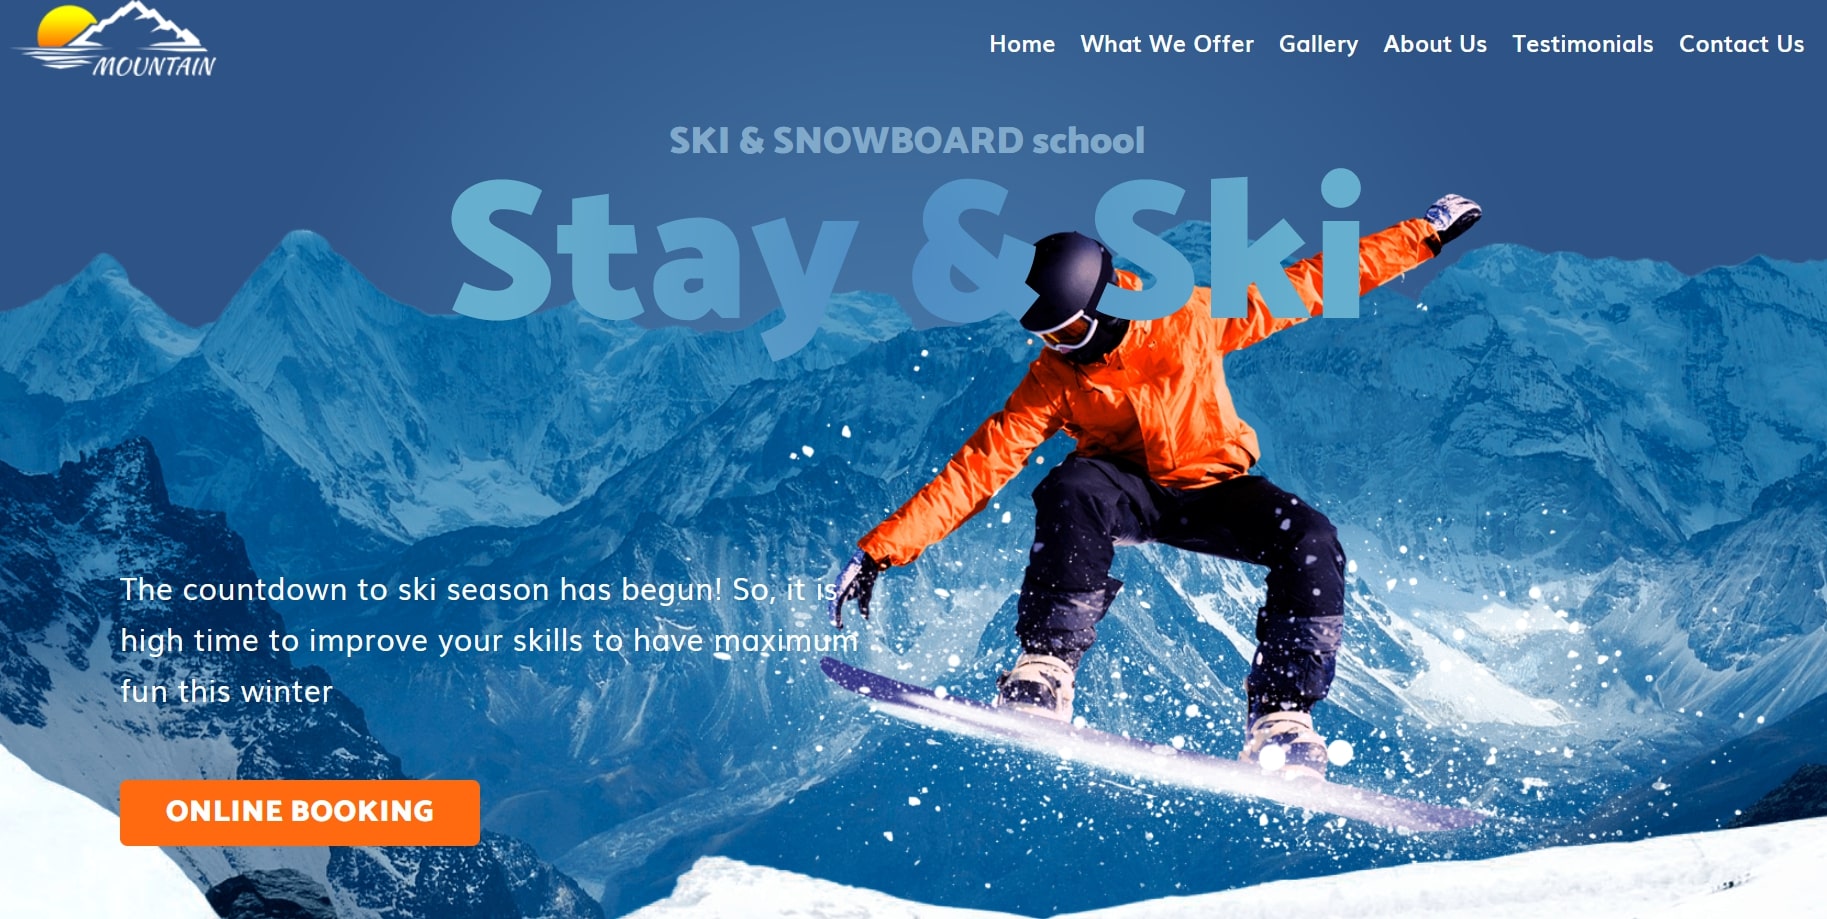 MOUNTAIN
Home What We Offer Gallery About Us Testimonials Contact Us
SKI & SNOWBOARD school
Stay & Ski
The countdown to ski season has begun! So, it is
high time to improve your skills to have maximum
fun this winter
ONLINE BOOKING